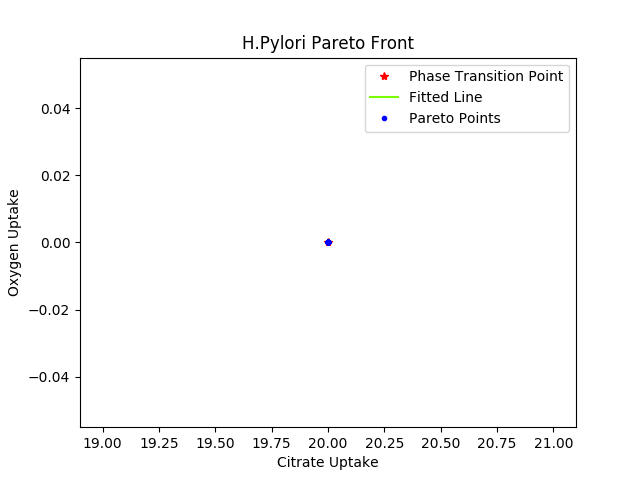 H.Pylori Pareto Front
Phase Transition Point
Fitted Line
Pareto Points
Oxygen Uptake
0.04
0.02
0.00
−0.02
−0.04
19.00 19.25 19.50 19.75 20.00 20.25 20.50 20.75 21.00
Citrate Uptake